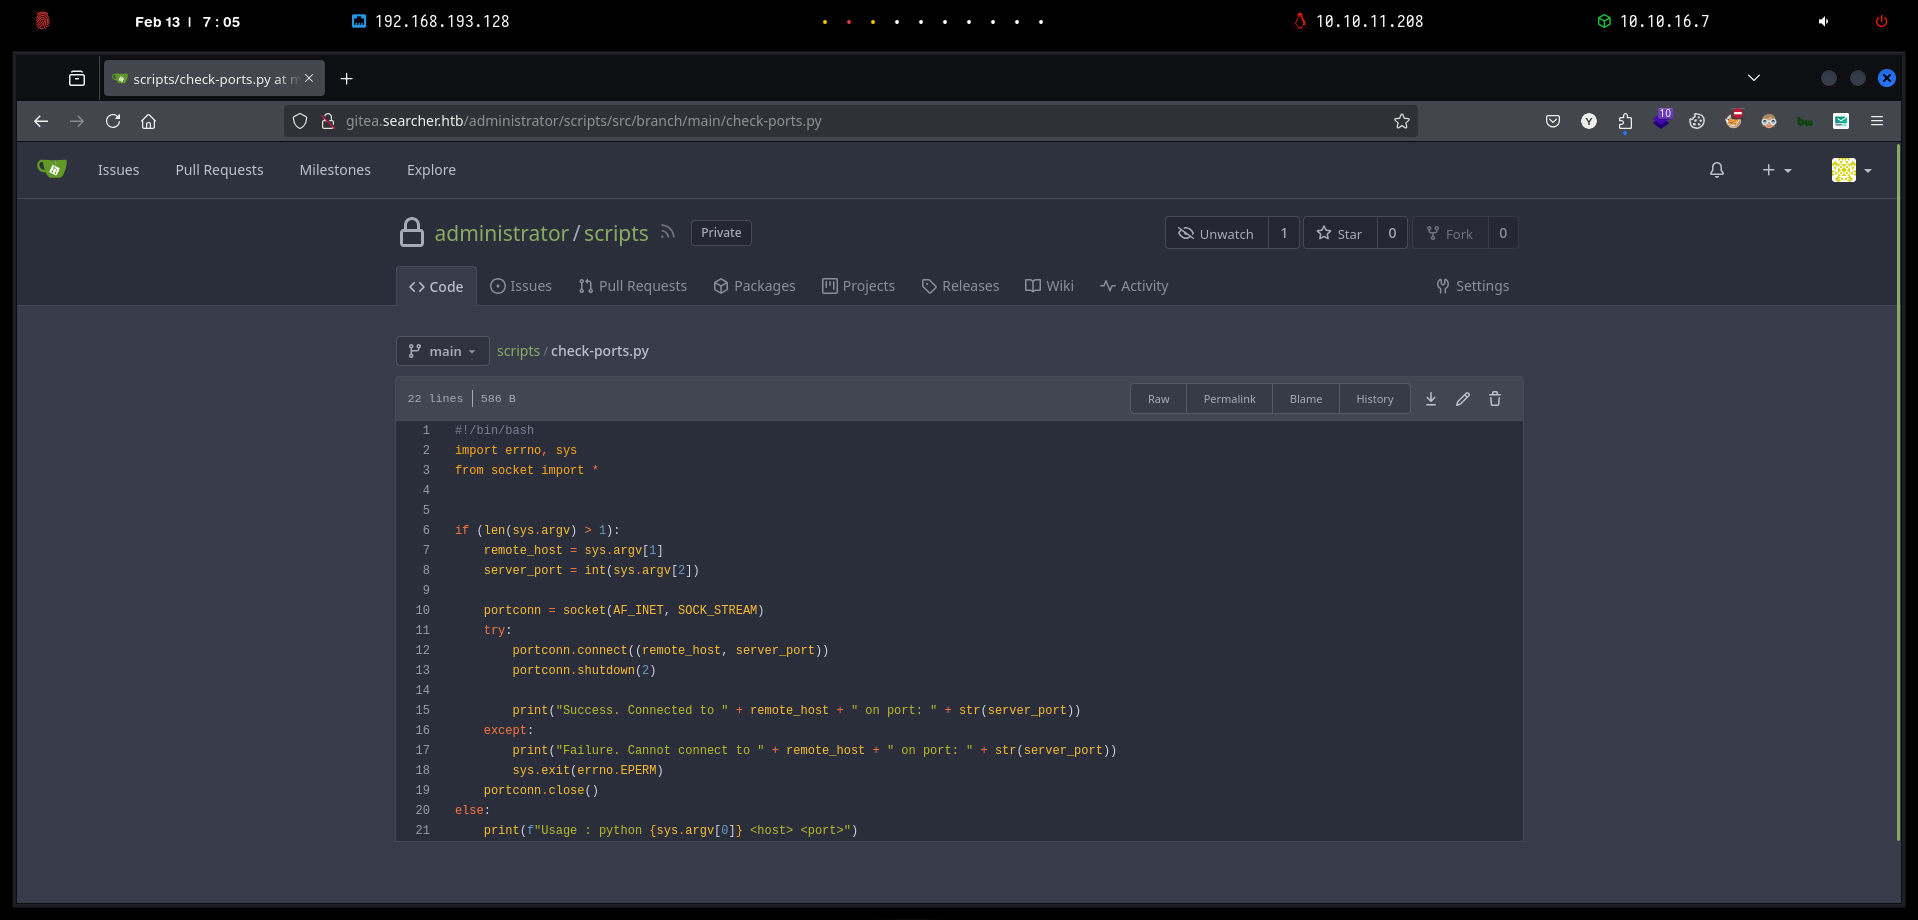 Feb 13 | 7 : 05 192.168.193.128 10.10.11.208 10.10.16.7
scripts/check-ports.py at
gitea.searcher.htb/administrator/scripts/src/branch/main/check-ports.py
Y 10
Issues Pull Requests Milestones Explore
administrator / scripts Private Unwatch 1 Star 0 Fork 0
Code Issues Pull Requests Packages Projects Releases Wiki Activity Settings
main scripts / check-ports.py
22 lines 586 B Raw Permalink Blame History
1 #!/bin/bash
2 import errno, sys
3 from socket import *
4
5
6 if (len(sys.argv) > 1):
7     remote_host = sys.argv[1]
8     server_port = int(sys.argv[2])
9
10     portconn = socket(AF_INET, SOCK_STREAM)
11     try:
12         portconn.connect((remote_host, server_port))
13         portconn.shutdown(2)
14
15         print("Success. Connected to " + remote_host + " on port: " + str(server_port))
16     except:
17         print("Failure. Cannot connect to " + remote_host + " on port: " + str(server_port))
18         sys.exit(errno.EPERM)
19     portconn.close()
20 else:
21     print(f"Usage : python {sys.argv[0]} <host> <port>")